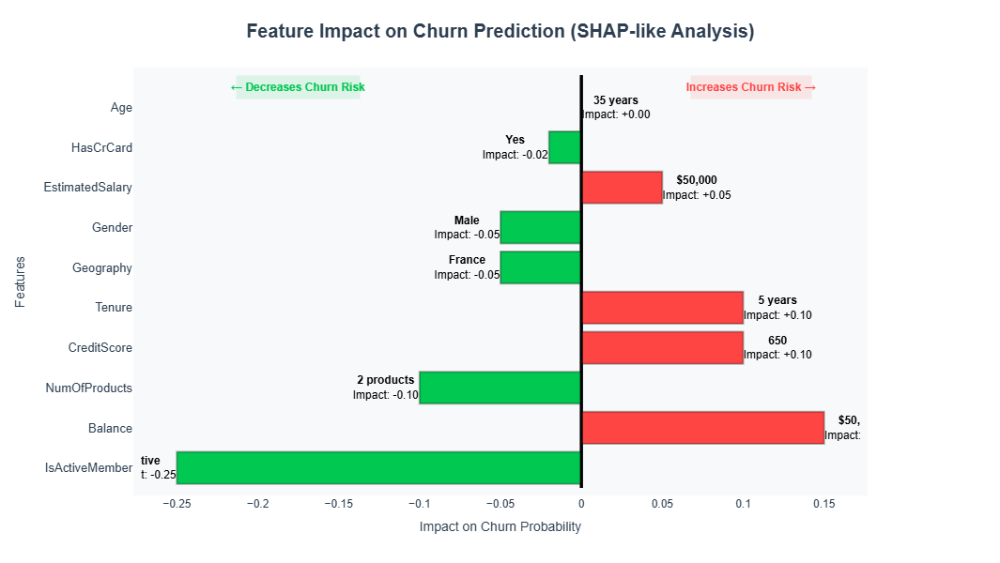 Feature Impact on Churn Prediction (SHAP-like Analysis)
← Decreases Churn Risk
Increases Churn Risk →
Features
Age
35 years
Impact: +0.00
HasCrCard
Yes
Impact: -0.02
EstimatedSalary
$50,000
Impact: +0.05
Gender
Male
Impact: -0.05
Geography
France
Impact: -0.05
Tenure
5 years
Impact: +0.10
CreditScore
650
Impact: +0.10
NumOfProducts
2 products
Impact: -0.10
Balance
$50,
Impact:
IsActiveMember
tive
t: -0.25
−0.25 −0.2 −0.15 −0.1 −0.05 0 0.05 0.1 0.15
Impact on Churn Probability